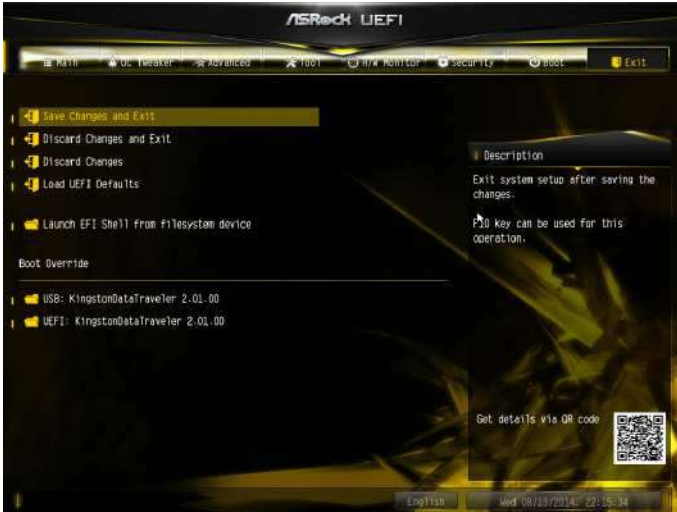 ASRock UEFI
Main OC Tweaker Advanced Tool H/W Monitor Security Boot Exit
Save Changes and Exit
Discard Changes and Exit
Discard Changes
Load UEFI Defaults
Launch EFI Shell from filesystem device
Boot Override
USB: KingstonDataTraveler 2.01.00
UEFI: KingstonDataTraveler 2.01.00
Description
Exit system setup after saving the
changes.
F10 key can be used for this
operation.
Get details via QR code
English
Wed 08/13/2014, 22:15:34